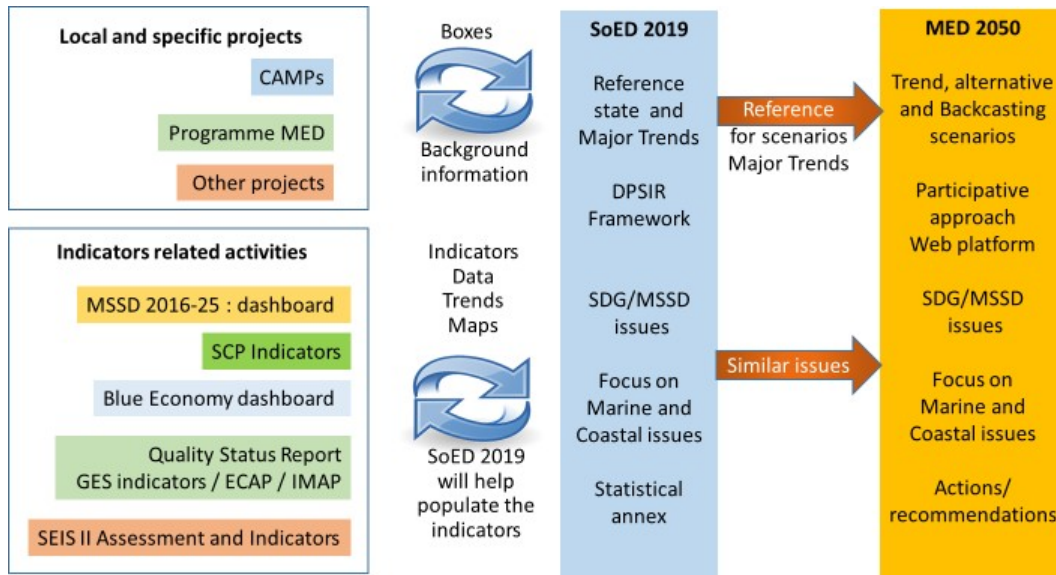 Local and specific projects
CAMPs
Programme MED
Other projects
Indicators related activities
MSSD 2016-25 : dashboard
SCP Indicators
Blue Economy dashboard
Quality Status Report
GES indicators / ECAP / IMAP
SEIS II Assessment and Indicators
Boxes
Background
information
Indicators
Data
Trends
Maps
SoED 2019
will help
populate the
indicators
SoED 2019
Reference
state and
Major Trends
DPSIR
Framework
SDG/MSSD
issues
Focus on
Marine and
Coastal issues
Statistical
annex
Reference
for scenarios
Major Trends
Similar issues
MED 2050
Trend, alternative
and Backcasting
scenarios
Participative
approach
Web platform
SDG/MSSD
issues
Focus on
Marine and
Coastal issues
Actions/
recommendations